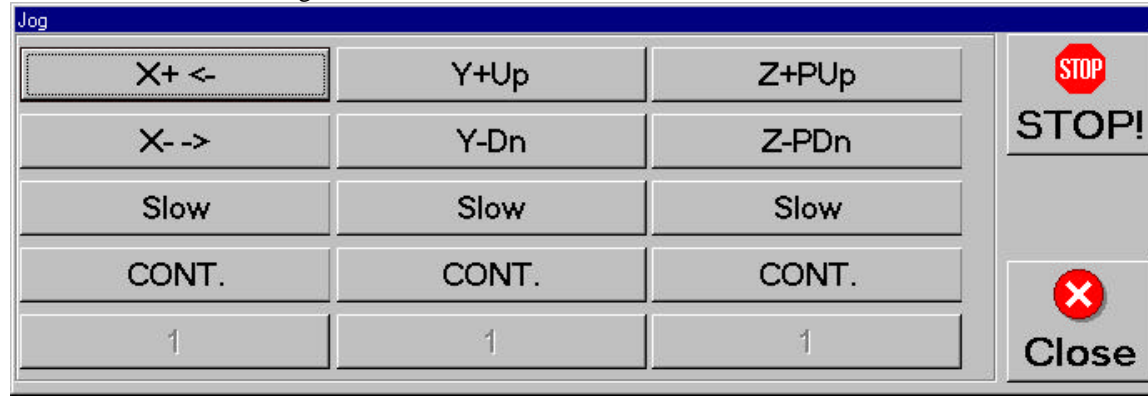 Jog
X+ <- Y+Up Z+PUp STOP
STOP!
X- -> Y-Dn Z-PDn
Slow Slow Slow
CONT. CONT. CONT.
1 1 1
Close